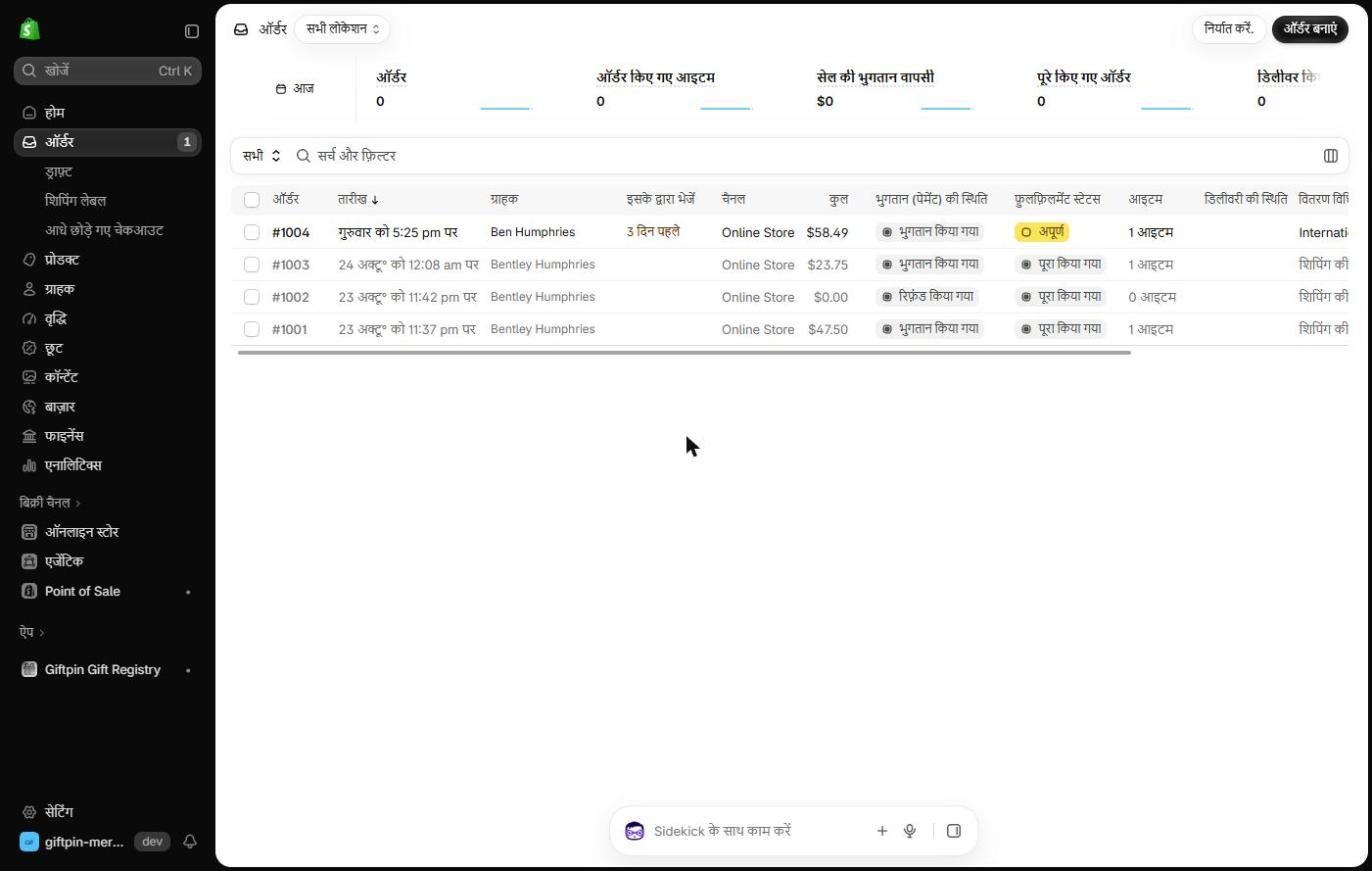 खोजें Ctrl K
होम
ऑर्डर 1
ड्राफ़्ट
शिपिंग लेबल
आधे छोड़े गए चेकआउट
प्रोडक्ट
ग्राहक
वृद्धि
छूट
कॉन्टेंट
बाज़ार
फाइनेंस
एनालिटिक्स
बिक्री चैनल
ऑनलाइन स्टोर
एजेंटिक
Point of Sale
ऐप
Giftpin Gift Registry
सेटिंग
giftpin-mer... dev
ऑर्डर सभी लोकेशन निर्यात करें. ऑर्डर बनाएं
आज
ऑर्डर ऑर्डर किए गए आइटम सेल की भुगतान वापसी पूरे किए गए ऑर्डर डिलीवर कि
0 0 $0 0 0
सभी सर्च और फ़िल्टर
ऑर्डर तारीख ग्राहक इसके द्वारा भेजें चैनल कुल भुगतान (पेमेंट) की स्थिति फ़ुलफ़िलमेंट स्टेटस आइटम डिलीवरी की स्थिति वितरण विधि
#1004 गुरुवार को 5:25 pm पर Ben Humphries 3 दिन पहले Online Store $58.49 भुगतान किया गया अपूर्ण 1 आइटम Internati
#1003 24 अक्टू॰ को 12:08 am पर Bentley Humphries Online Store $23.75 भुगतान किया गया पूरा किया गया 1 आइटम शिपिंग की
#1002 23 अक्टू॰ को 11:42 pm पर Bentley Humphries Online Store $0.00 रिफ़ंड किया गया पूरा किया गया 0 आइटम शिपिंग की
#1001 23 अक्टू॰ को 11:37 pm पर Bentley Humphries Online Store $47.50 भुगतान किया गया पूरा किया गया 1 आइटम शिपिंग की
Sidekick के साथ काम करें